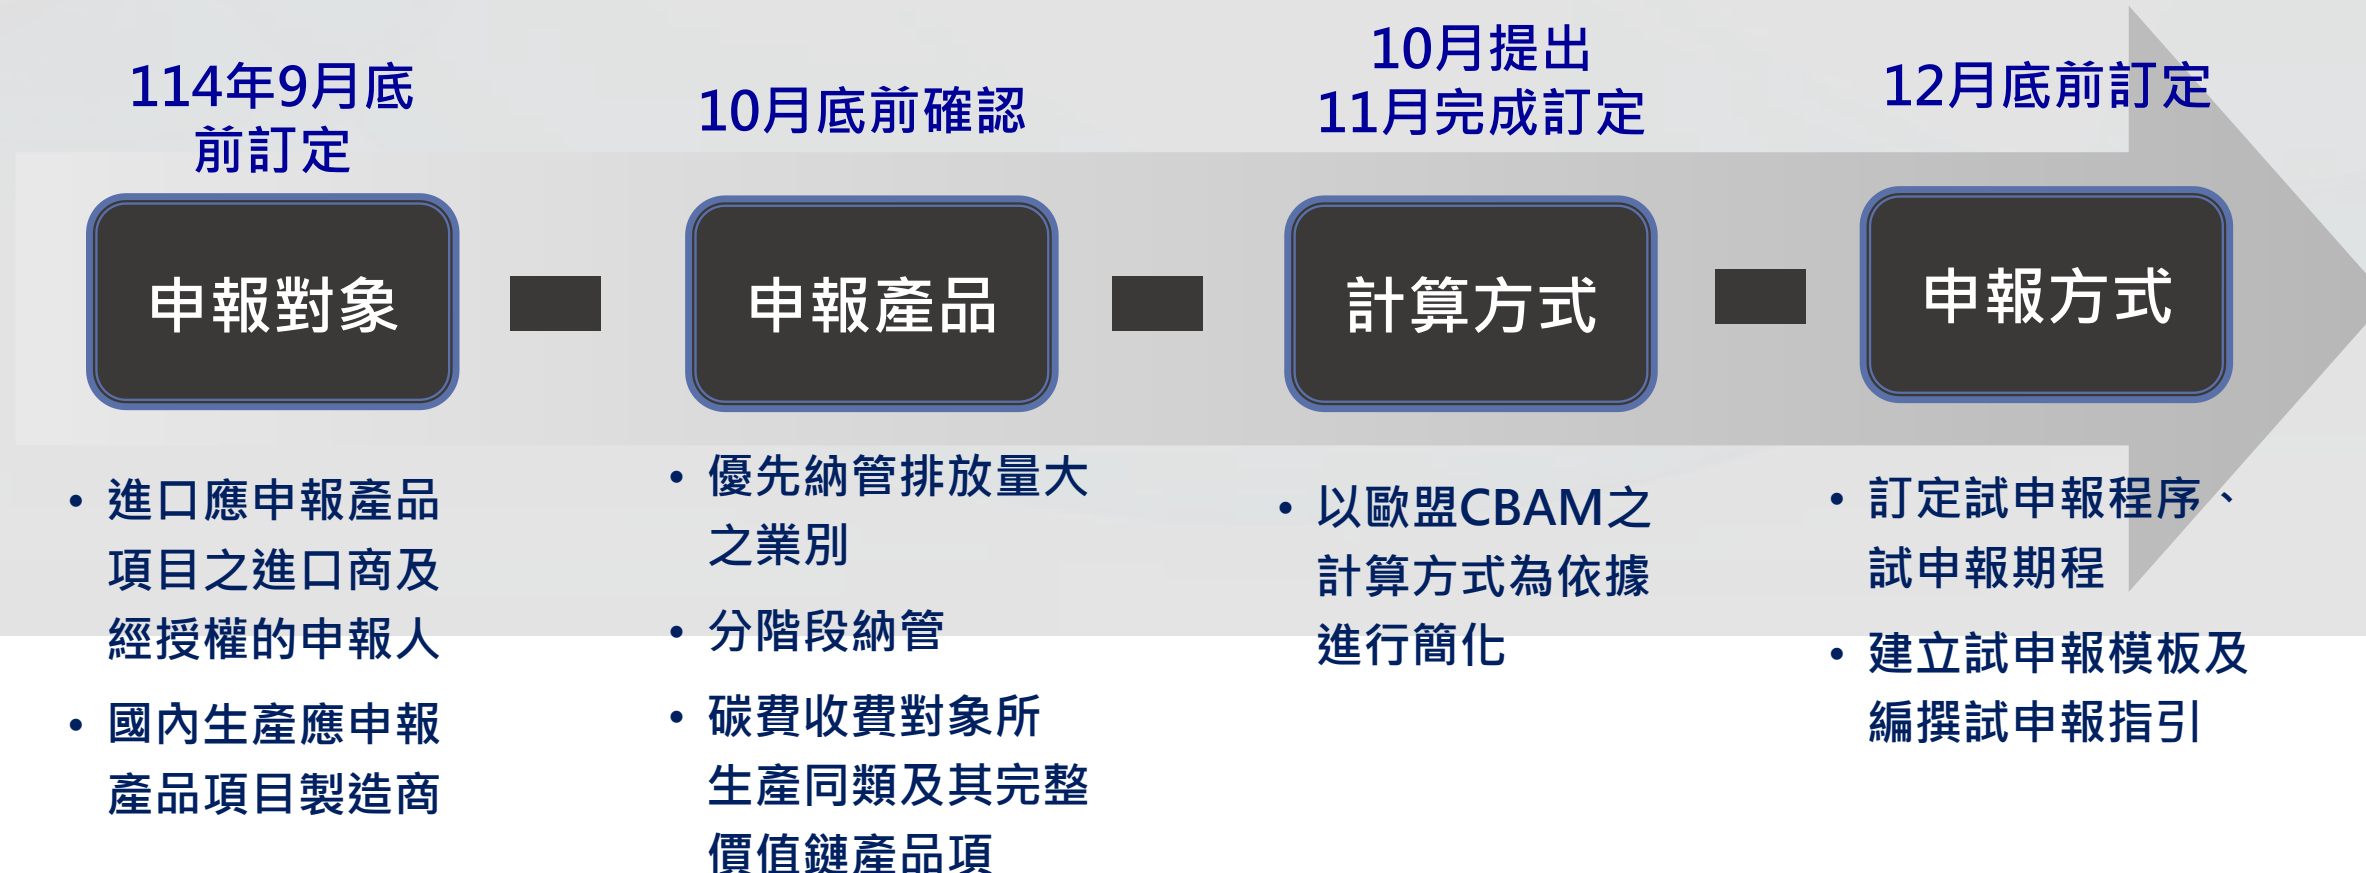 114年9月底
前訂定
申報對象
• 進口應申報產品
項目之進口商及
經授權的申報人
• 國內生產應申報
產品項目製造商
10月底前確認
申報產品
• 優先納管排放量大
之業別
• 分階段納管
• 碳費收費對象所
生產同類及其完整
價值鏈產品項
10月提出
11月完成訂定
計算方式
• 以歐盟CBAM之
計算方式為依據
進行簡化
12月底前訂定
申報方式
• 訂定試申報程序、
試申報期程
• 建立試申報模板及
編撰試申報指引